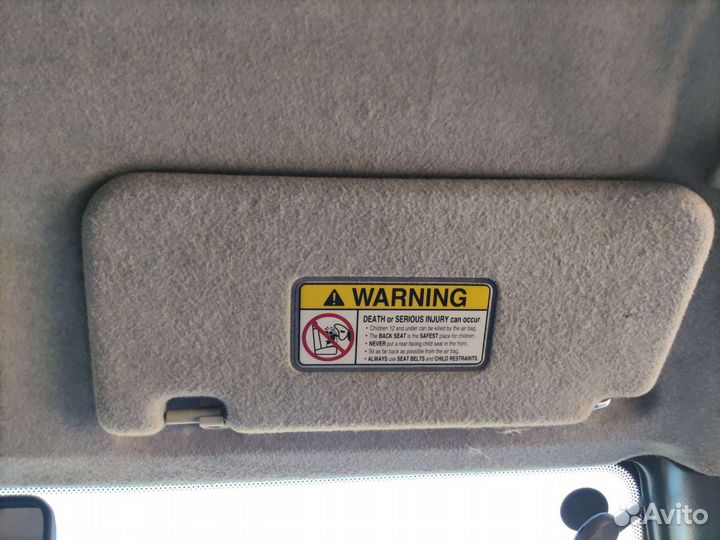 WARNING
DEATH or SERIOUS INJURY can occur
• Children 12 and under can be killed by the air bag.
• The BACK SEAT is the SAFEST place for children.
• NEVER put a rear-facing child seat in the front.
• Sit as far back as possible from the air bag.
• ALWAYS use SEAT BELTS and CHILD RESTRAINTS
Avito